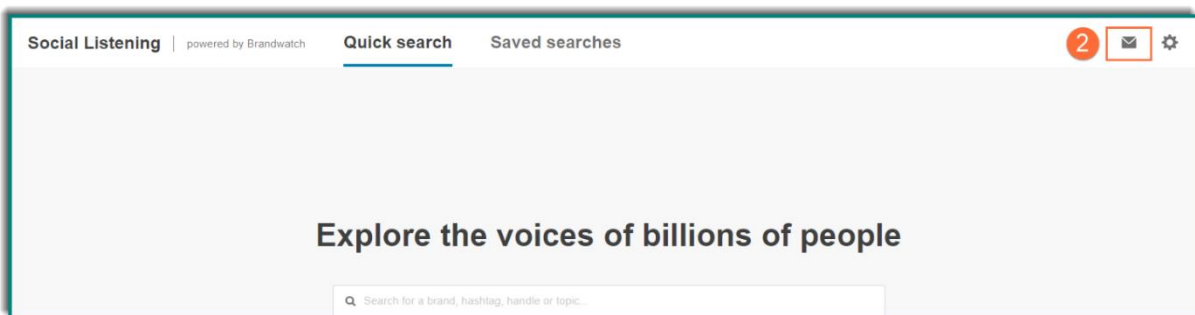 Social Listening | powered by Brandwatch Quick search Saved searches 2
Explore the voices of billions of people
Search for a brand, hashtag, handle or topic...